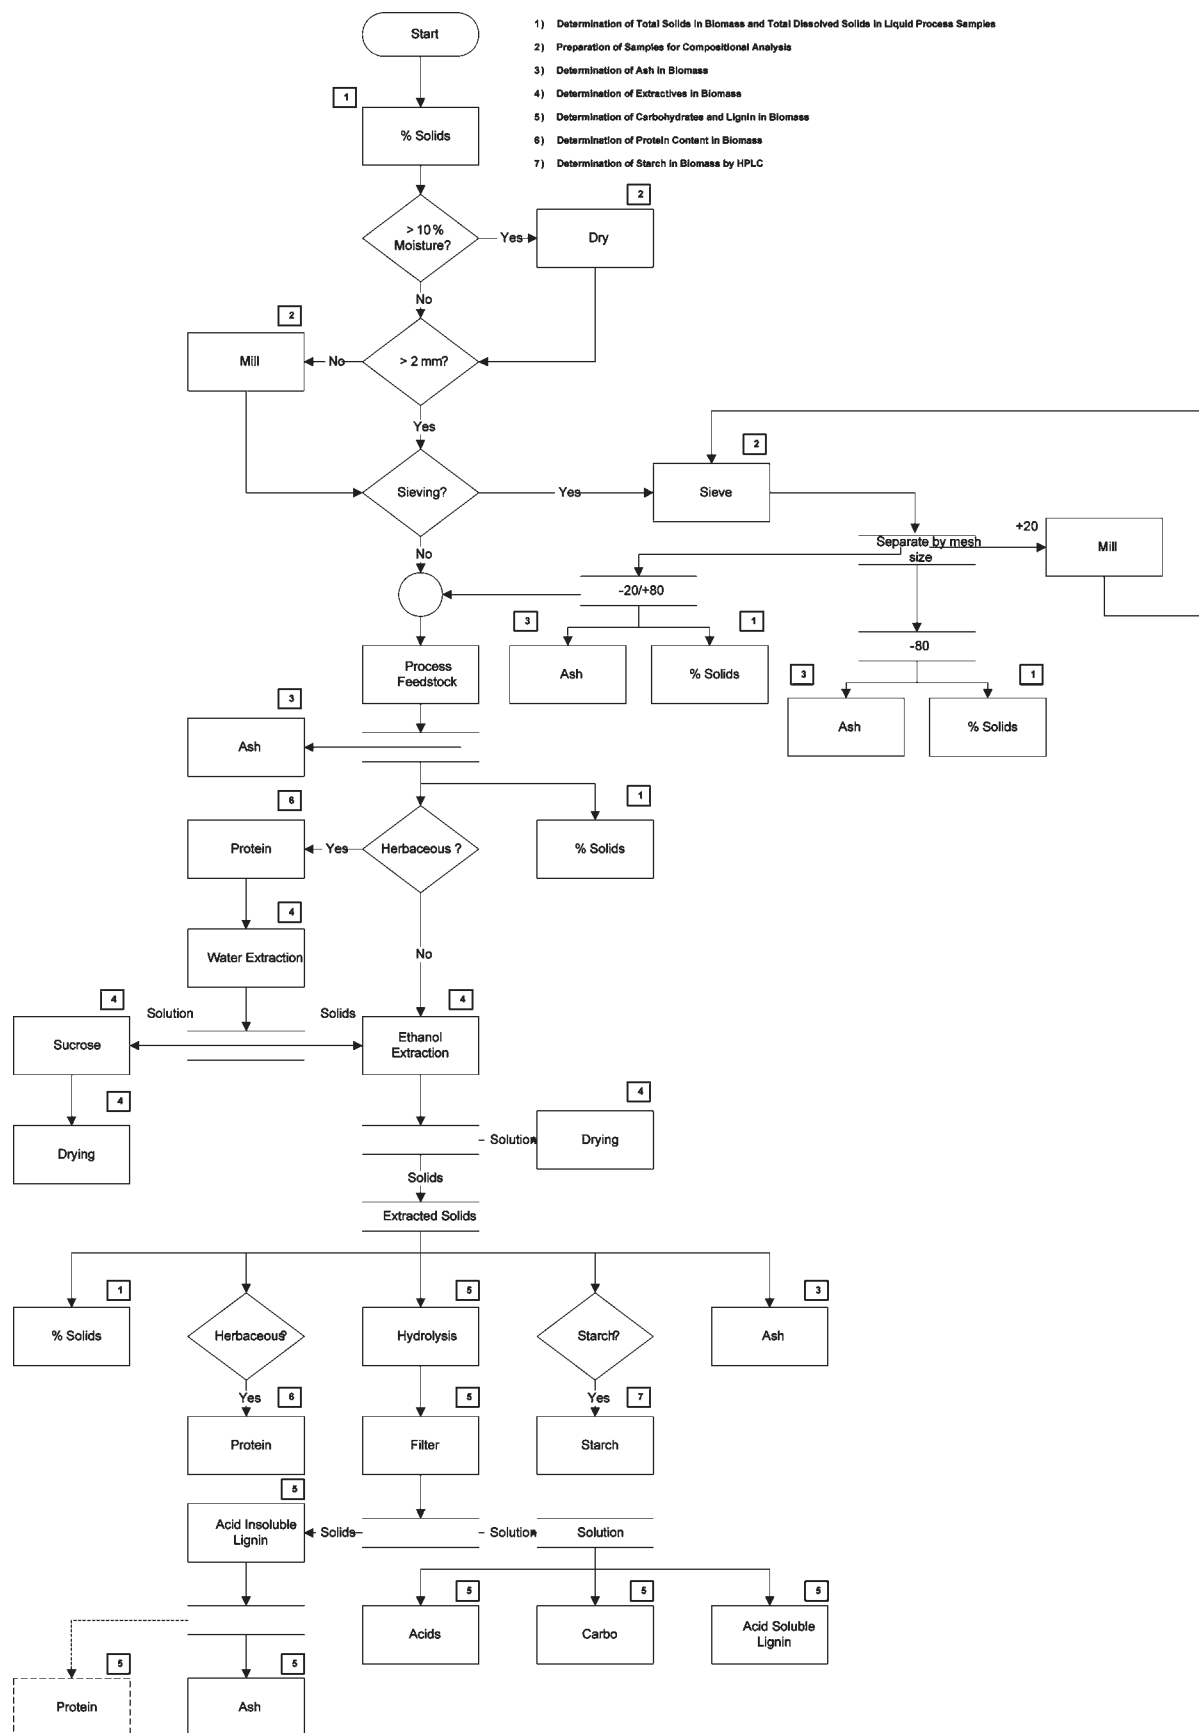 Start
1) Determination of Total Solids in Biomass and Total Dissolved Solids in Liquid Process Samples
2) Preparation of Samples for Compositional Analysis
3) Determination of Ash in Biomass
4) Determination of Extractives in Biomass
5) Determination of Carbohydrates and Lignin in Biomass
6) Determination of Protein Content in Biomass
7) Determination of Starch in Biomass by HPLC
1
% Solids
2
> 10%
Moisture?
Yes
Dry
No
2
Mill
No
> 2 mm?
Yes
2
Sieving?
Yes
Sieve
+20
Separate by mesh
size
Mill
No
-20/+80
3
1
Ash
% Solids
-80
Process
Feedstock
3
1
Ash
% Solids
3
Ash
6
1
Protein
Yes
Herbaceous ?
% Solids
4
Water Extraction
No
4
Solution
Solids
4
Sucrose
Ethanol
Extraction
4
Drying
4
Solution
Drying
Solids
Extracted Solids
1
5
3
% Solids
Herbaceous?
Hydrolysis
Starch?
Ash
Yes
6
5
Yes
7
Protein
Filter
Starch
5
Acid Insoluble
Lignin
Solids
Solution
Solution
5
5
5
Acids
Carbo
Acid Soluble
Lignin
5
5
Protein
Ash